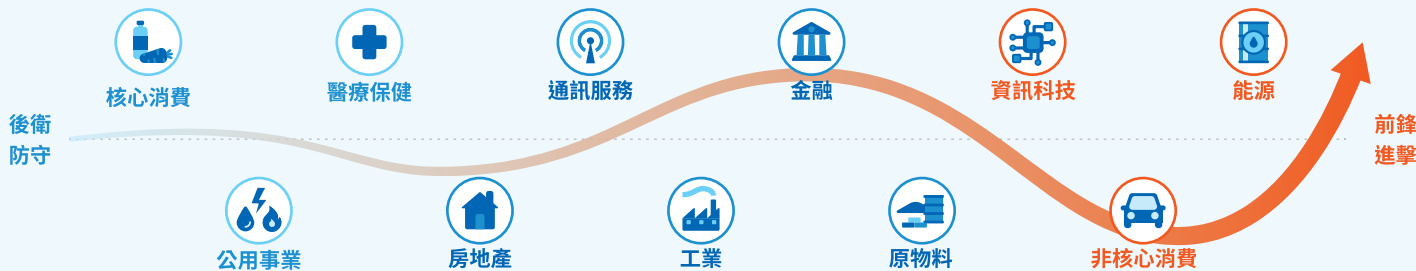 核心消費
醫療保健
通訊服務
金融
資訊科技
能源
後衛
防守
前鋒
進擊
公用事業
房地產
工業
原物料
非核心消費